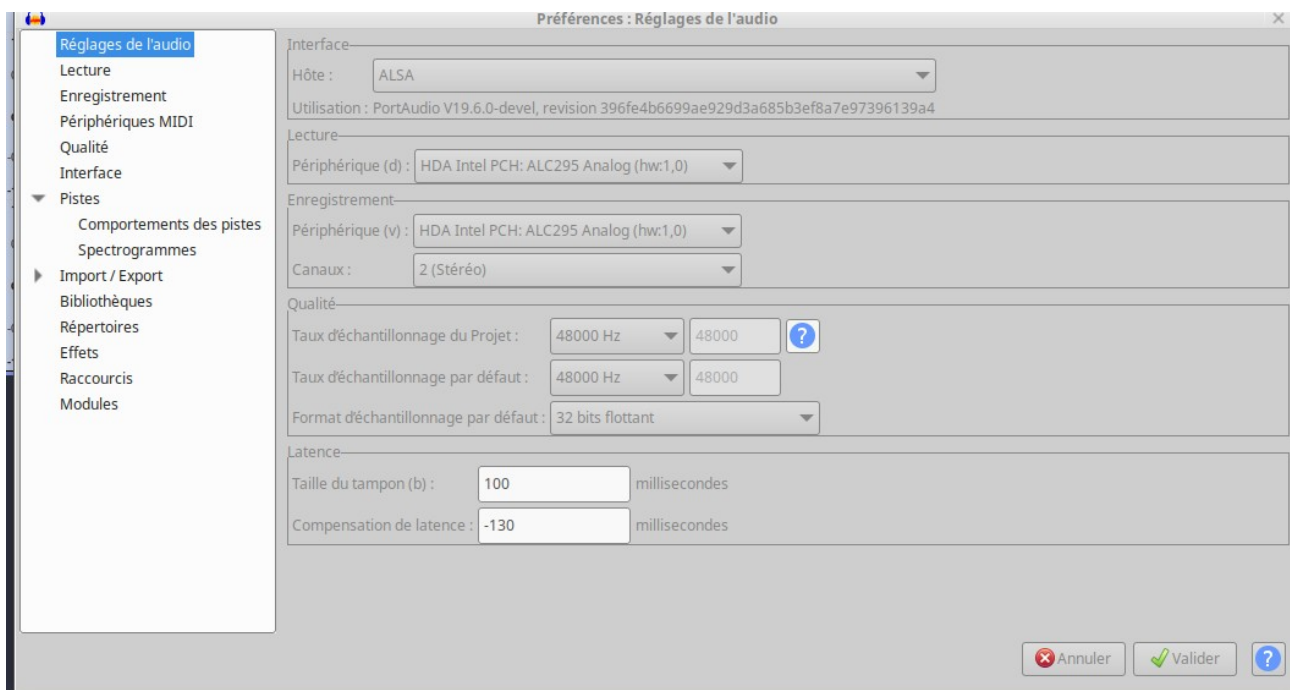 Préférences : Réglages de l'audio
Réglages de l'audio
Lecture
Enregistrement
Périphériques MIDI
Qualité
Interface
Pistes
Comportements des pistes
Spectrogrammes
Import / Export
Bibliothèques
Répertoires
Effets
Raccourcis
Modules
Interface
Hôte : ALSA
Utilisation : PortAudio V19.6.0-devel, revision 396fe4b6699ae929d3a685b3ef8a7e97396139a4
Lecture
Périphérique (d) : HDA Intel PCH: ALC295 Analog (hw:1,0)
Enregistrement
Périphérique (v) : HDA Intel PCH: ALC295 Analog (hw:1,0)
Canaux : 2 (Stéréo)
Qualité
Taux d'échantillonnage du Projet : 48000 Hz 48000 ?
Taux d'échantillonnage par défaut : 48000 Hz 48000
Format d'échantillonnage par défaut : 32 bits flottant
Latence
Taille du tampon (b) : 100 millisecondes
Compensation de latence : -130 millisecondes
Annuler Valider ?